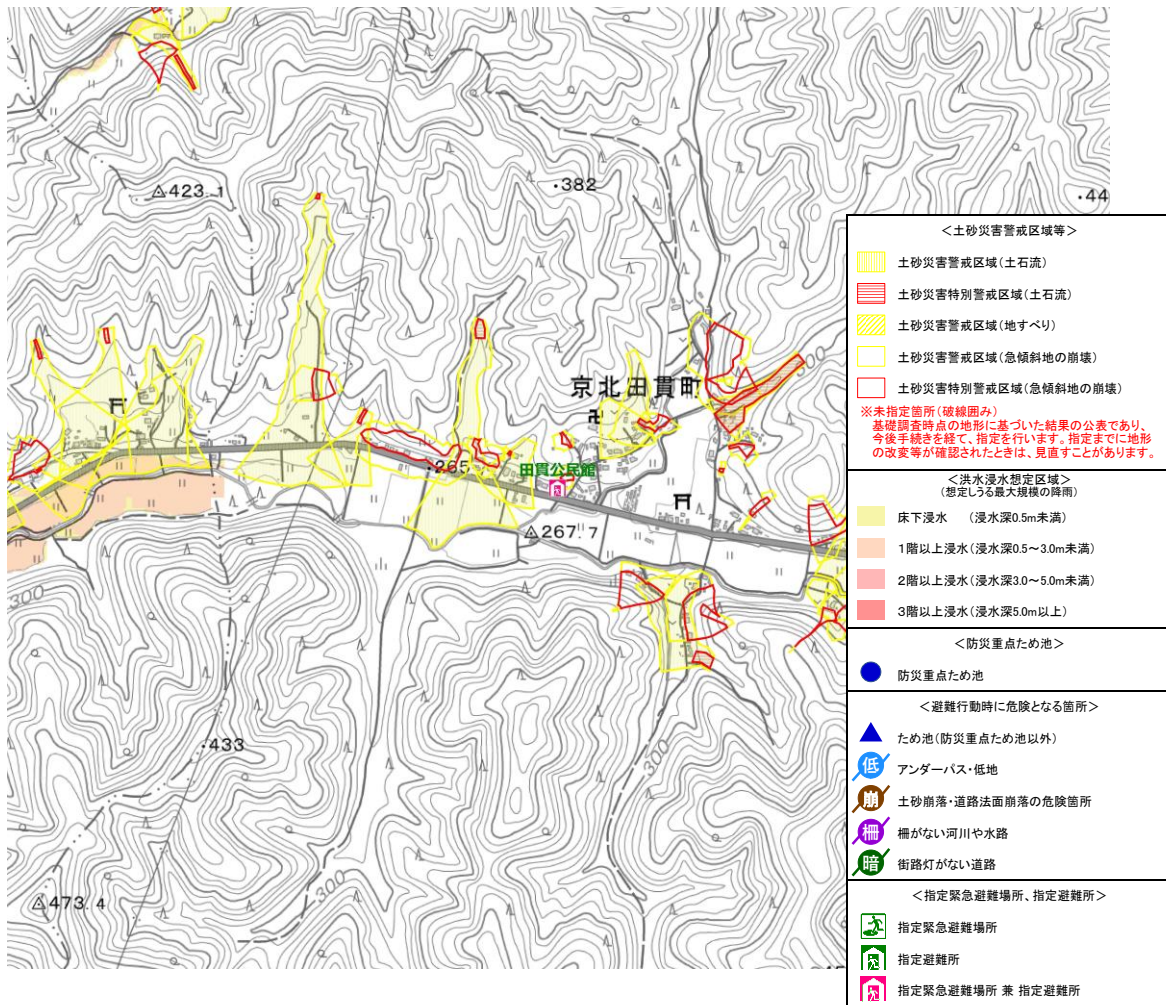 △423.1
・382
・44
300
京北田貫町
・265
田貫公民館
△267.7
300
・433
300
300
△473.4
＜土砂災害警戒区域等＞
土砂災害警戒区域(土石流)
土砂災害特別警戒区域(土石流)
土砂災害警戒区域(地すべり)
土砂災害警戒区域(急傾斜地の崩壊)
土砂災害特別警戒区域(急傾斜地の崩壊)
※未指定箇所(破線囲み)
基礎調査時点の地形に基づいた結果の公表であり、
今後手続きを経て、指定を行います。指定までに地形
の改変等が確認されたときは、見直すことがあります。
＜洪水浸水想定区域＞
(想定しうる最大規模の降雨)
床下浸水　(浸水深0.5m未満)
1階以上浸水(浸水深0.5～3.0m未満)
2階以上浸水(浸水深3.0～5.0m未満)
3階以上浸水(浸水深5.0m以上)
＜防災重点ため池＞
防災重点ため池
＜避難行動時に危険となる箇所＞
ため池(防災重点ため池以外)
低 アンダーパス・低地
崩 土砂崩落・道路法面崩落の危険箇所
柵 柵がない河川や水路
暗 街路灯がない道路
＜指定緊急避難場所、指定避難所＞
指定緊急避難場所
指定避難所
指定緊急避難場所 兼 指定避難所